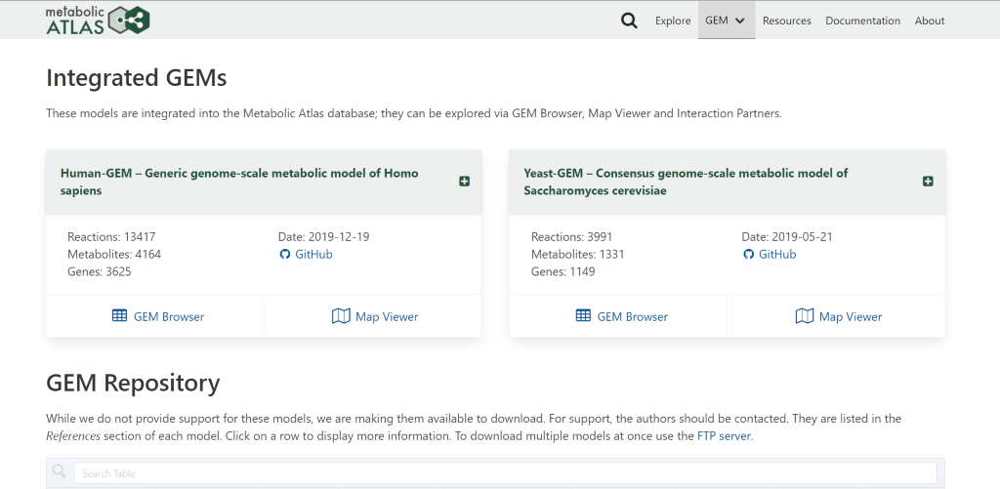 metabolic
ATLAS
Explore GEM Resources Documentation About
Integrated GEMs
These models are integrated into the Metabolic Atlas database; they can be explored via GEM Browser, Map Viewer and Interaction Partners.
Human-GEM – Generic genome-scale metabolic model of Homo
sapiens
Reactions: 13417
Metabolites: 4164
Genes: 3625
Date: 2019-12-19
GitHub
GEM Browser
Map Viewer
Yeast-GEM – Consensus genome-scale metabolic model of
Saccharomyces cerevisiae
Reactions: 3991
Metabolites: 1331
Genes: 1149
Date: 2019-05-21
GitHub
GEM Browser
Map Viewer
GEM Repository
While we do not provide support for these models, we are making them available to download. For support, the authors should be contacted. They are listed in the
References section of each model. Click on a row to display more information. To download multiple models at once use the FTP server.
Search Table